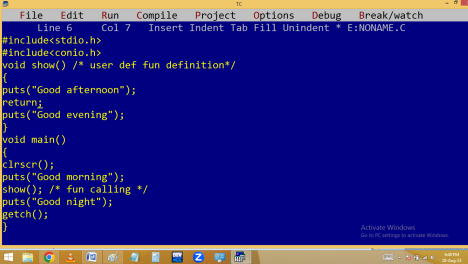 TC
File Edit Run Compile Project Options Debug Break/watch
Line 6 Col 7 Insert Indent Tab Fill Unindent * E:NONAME.C
#include<stdio.h>
#include<conio.h>
void show() /* user def fun definition*/
{
puts("Good afternoon");
return;
puts("Good evening");
}
void main()
{
clrscr();
puts("Good morning");
show(); /* fun calling */
puts("Good night");
getch();
}
Activate Windows
Go to PC settings to activate Windows.